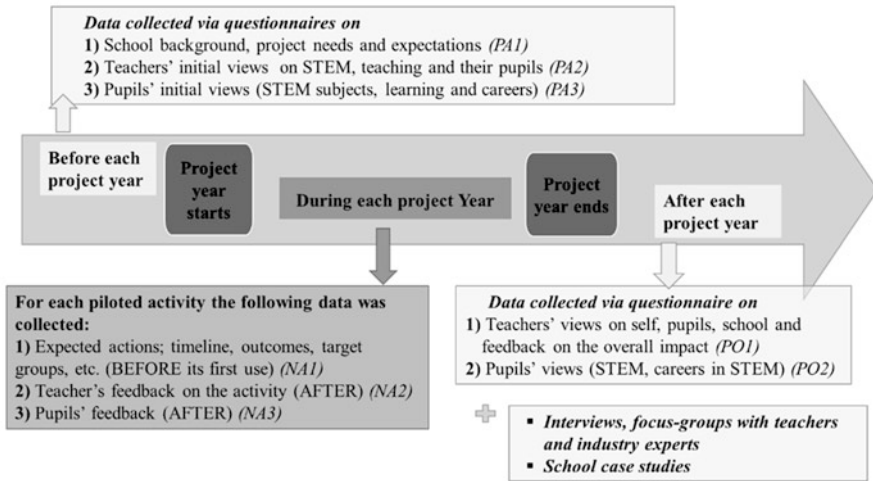 Data collected via questionnaires on
1) School background, project needs and expectations (PA1)
2) Teachers' initial views on STEM, teaching and their pupils (PA2)
3) Pupils' initial views (STEM subjects, learning and careers) (PA3)
Before each
project year
Project
year
starts
During each project Year
Project
year ends
After each
project year
For each piloted activity the following data was
collected:
1) Expected actions; timeline, outcomes, target
groups, etc. (BEFORE its first use) (NA1)
2) Teacher's feedback on the activity (AFTER) (NA2)
3) Pupils' feedback (AFTER) (NA3)
Data collected via questionnaire on
1) Teachers' views on self, pupils, school and
feedback on the overall impact (PO1)
2) Pupils' views (STEM, careers in STEM) (PO2)
▪ Interviews, focus-groups with teachers
and industry experts
▪ School case studies